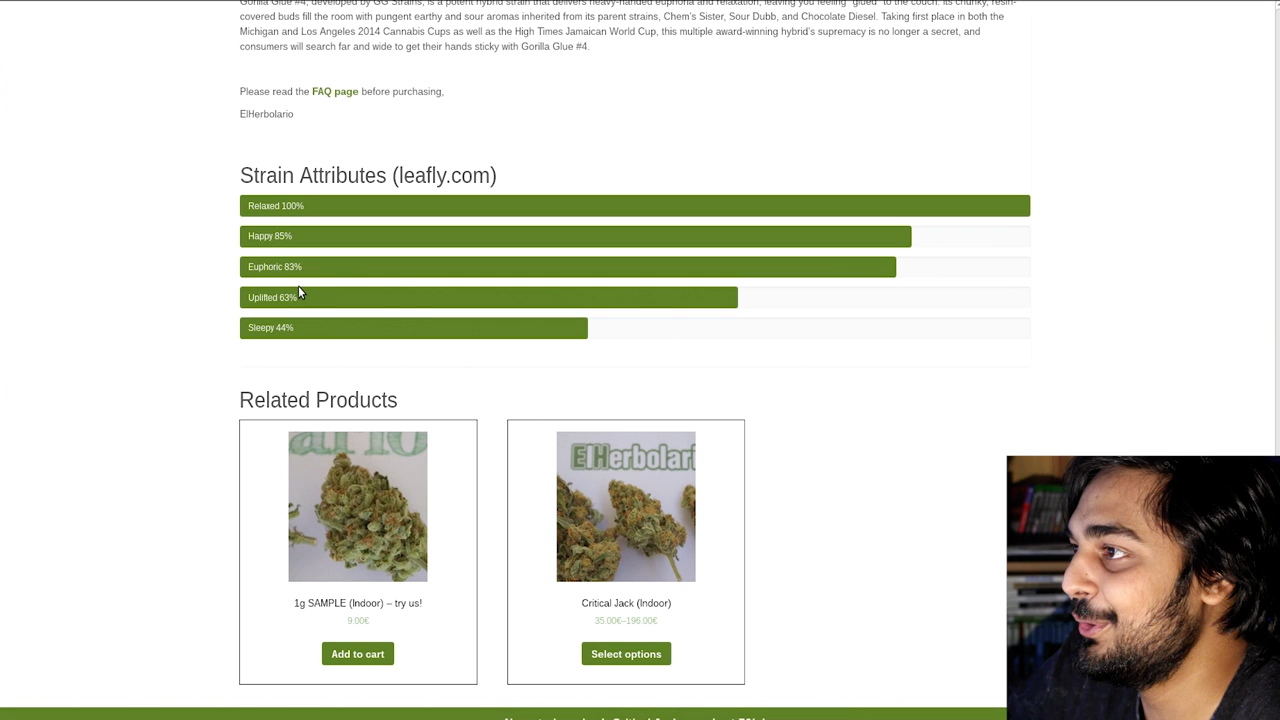 Gorilla Glue #4, developed by GG Strains, is a potent hybrid strain that delivers heavy-handed euphoria and relaxation, leaving you feeling "glued" to the couch. Its chunky, resin-
covered buds fill the room with pungent earthy and sour aromas inherited from its parent strains, Chem's Sister, Sour Dubb, and Chocolate Diesel. Taking first place in both the
Michigan and Los Angeles 2014 Cannabis Cups as well as the High Times Jamaican World Cup, this multiple award-winning hybrid's supremacy is no longer a secret, and
consumers will search far and wide to get their hands sticky with Gorilla Glue #4.
Please read the FAQ page before purchasing,
ElHerbolario
Strain Attributes (leafly.com)
Relaxed 100%
Happy 85%
Euphoric 83%
Uplifted 63%
Sleepy 44%
Related Products
ario
ElHerbolari
1g SAMPLE (Indoor) – try us!
Critical Jack (Indoor)
9.00€
35.00€–196.00€
Add to cart
Select options